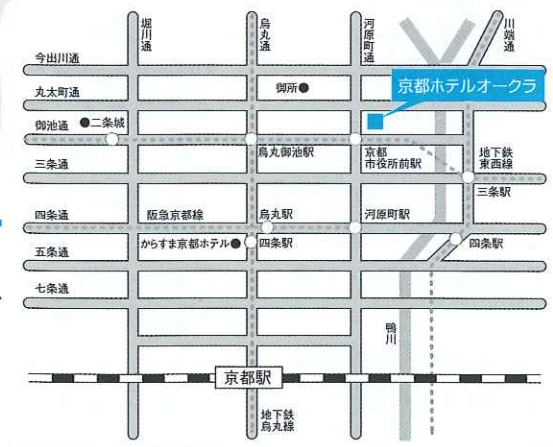 堀川通
烏丸通
河原町通
川端通
今出川通
丸太町通
御所
京都ホテルオークラ
御池通
二条城
烏丸御池駅
京都
市役所前駅
地下鉄
東西線
三条通
三条駅
四条通
阪急京都線
烏丸駅
河原町駅
からすま京都ホテル
四条駅
四条駅
五条通
七条通
鴨川
京都駅
地下鉄
烏丸線